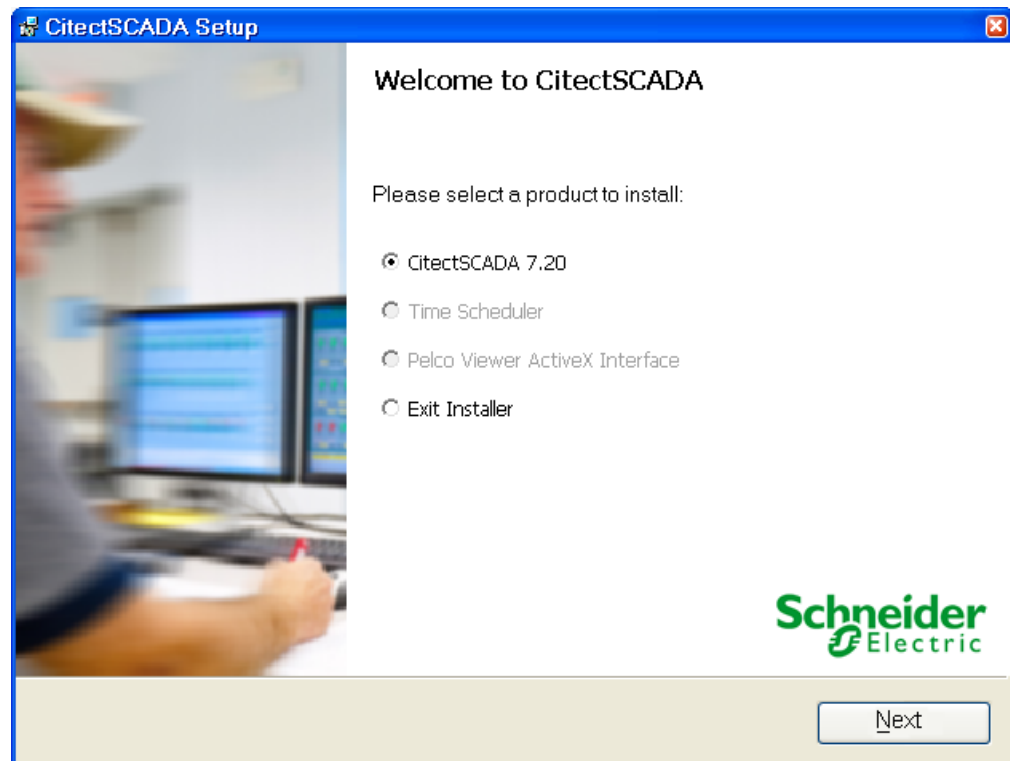 CitectSCADA Setup
Welcome to CitectSCADA
Please select a product to install:
CitectSCADA 7.20
Time Scheduler
Pelco Viewer ActiveX Interface
Exit Installer
Schneider
Electric
Next